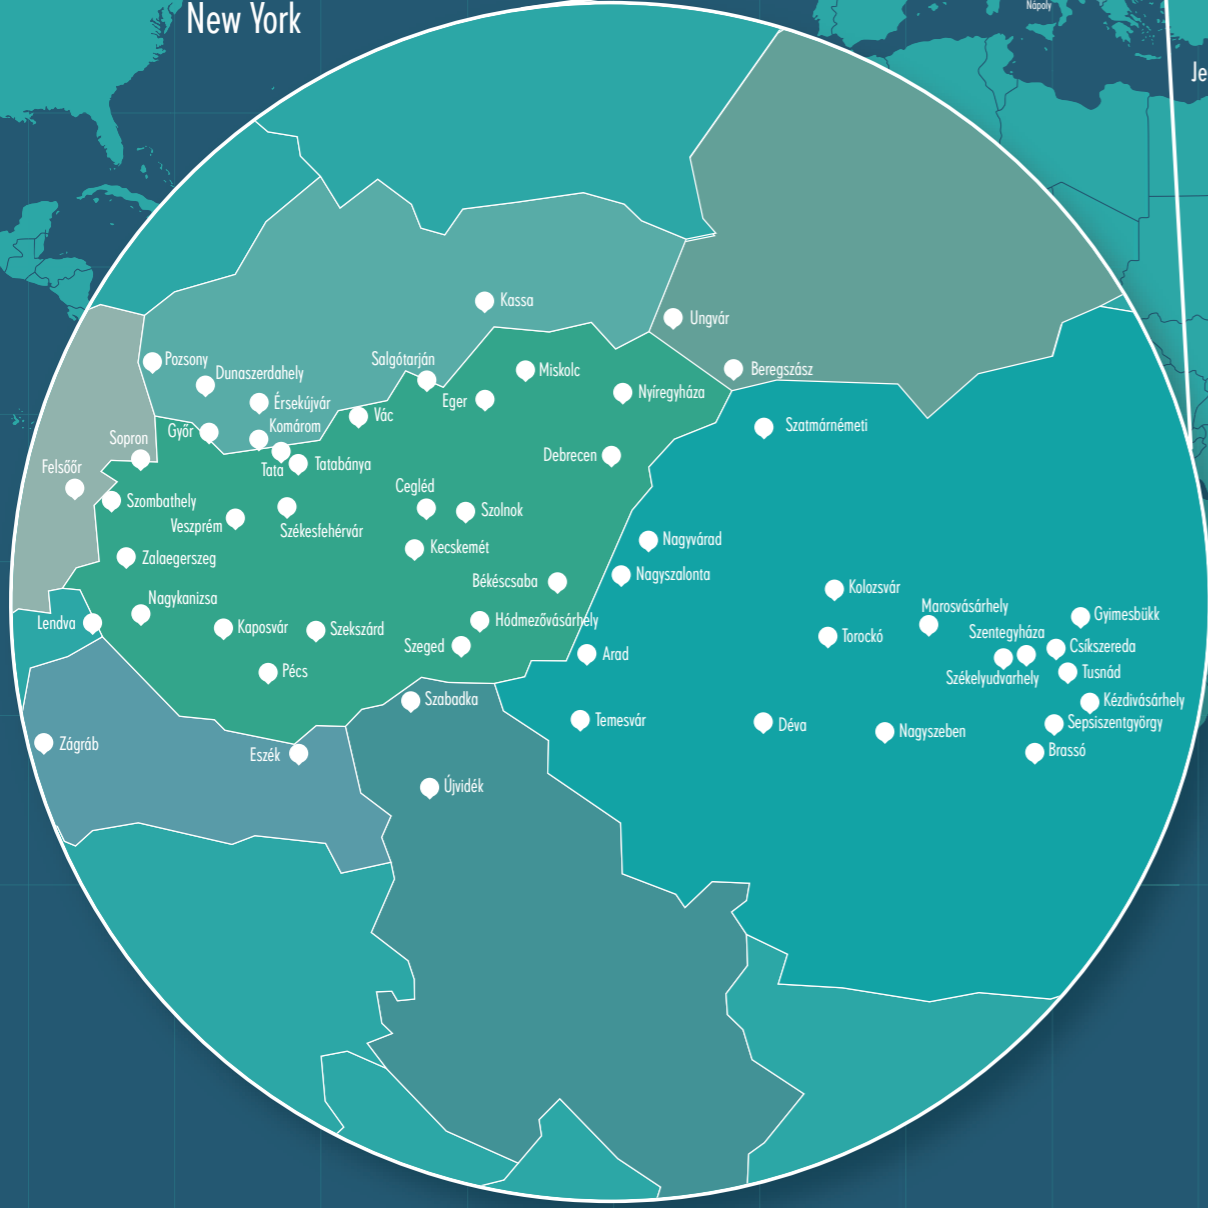 New York
Nápoly
Je
Kassa
Ungvár
Pozsony
Dunaszerdahely
Salgótarján
Miskolc
Beregszász
Érsekújvár
Eger
Nyíregyháza
Vác
Győr
Komárom
Szatmárnémeti
Sopron
Tata
Tatabánya
Debrecen
Felsőőr
Szombathely
Cegléd
Szolnok
Veszprém
Székesfehérvár
Kecskemét
Nagyvárad
Zalaegerszeg
Békéscsaba
Nagyszalonta
Kolozsvár
Nagykanizsa
Marosvásárhely
Gyimesbükk
Lendva
Kaposvár
Szekszárd
Hódmezővásárhely
Szentegyháza
Torockó
Szeged
Arad
Csíkszereda
Pécs
Székelyudvarhely
Tusnád
Szabadka
Kézdivásárhely
Temesvár
Déva
Nagyszeben
Sepsiszentgyörgy
Zágráb
Eszék
Brassó
Újvidék